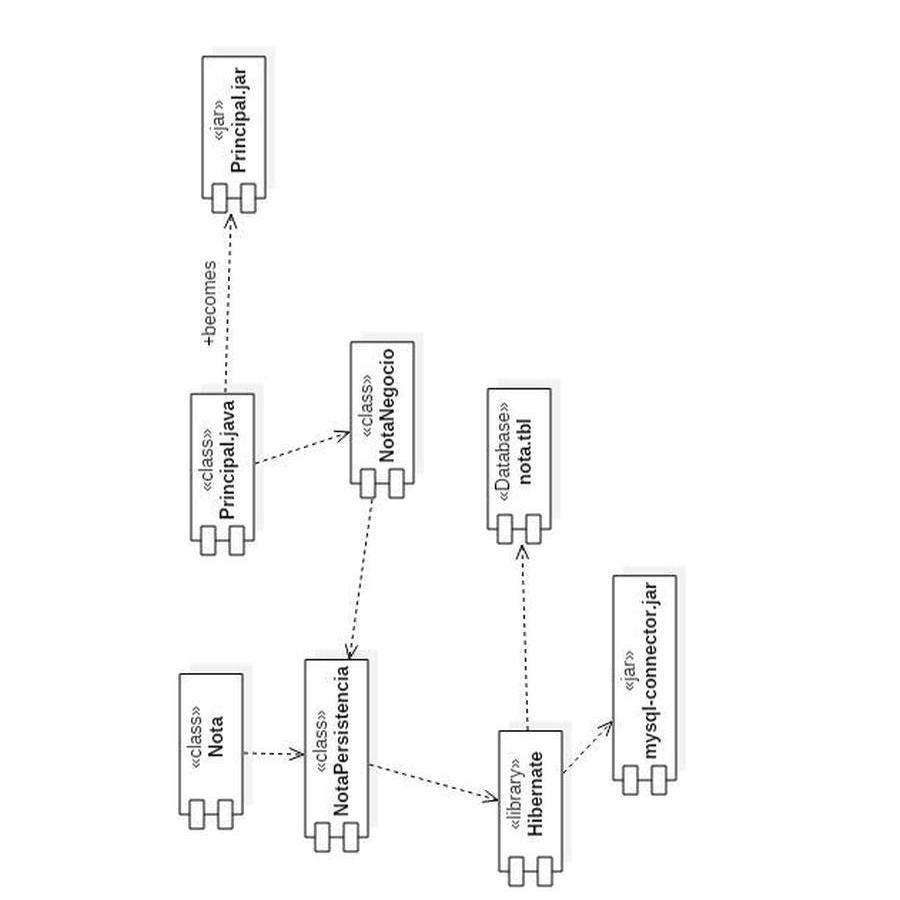 «jar»
Principal.jar
+becomes
«class»
Principal.java
«class»
NotaNegocio
«Database»
nota.tbl
«class»
Nota
«class»
NotaPersistencia
«library»
Hibernate
«jar»
mysql-connector.jar